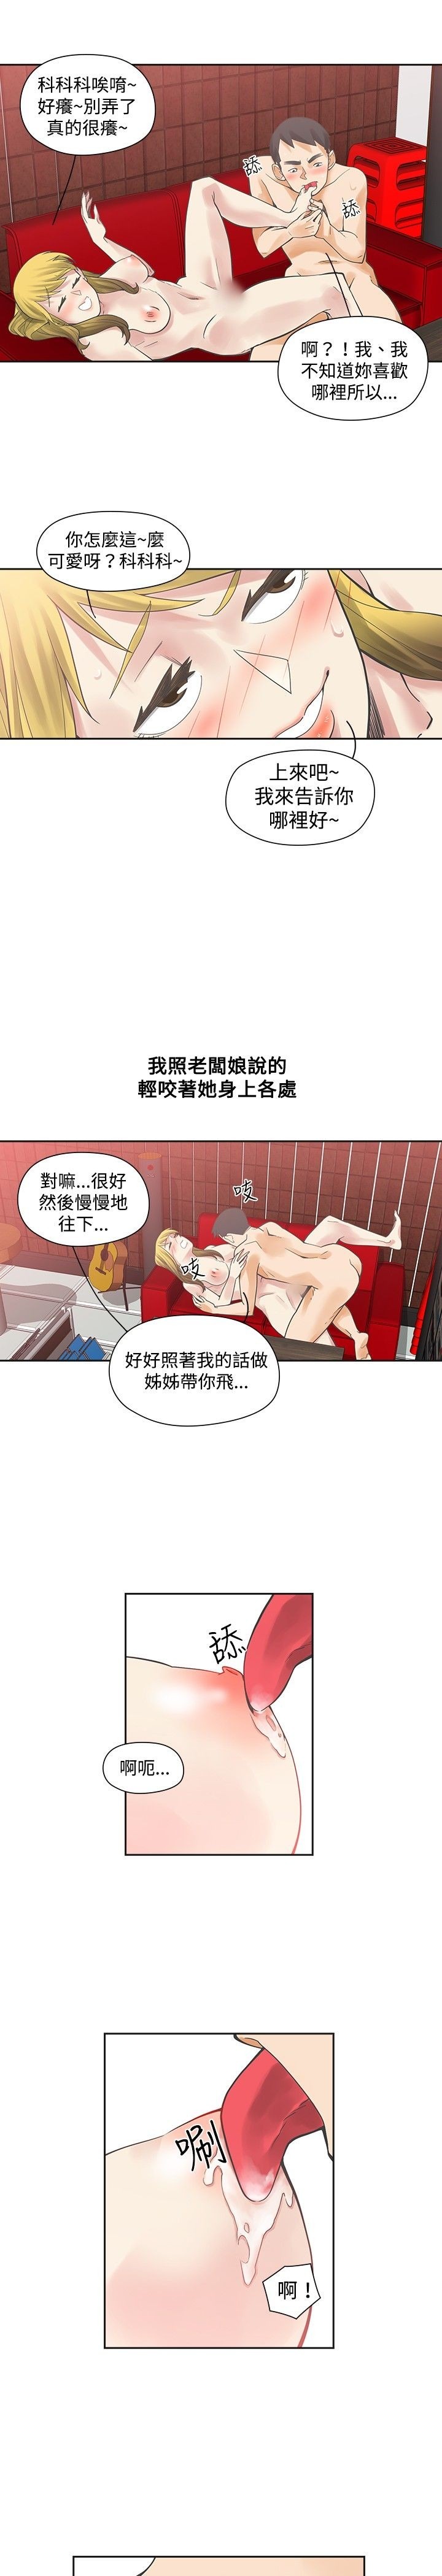 科科科唉唷~
好癢~別弄了
真的很癢~
舔
舔
啊？！我、我
不知道妳喜歡
哪裡所以...
你怎麼這~麼
可愛呀？科科科~
上來吧~
我來告訴你
哪裡好~
我照老闆娘說的
輕咬著她身上各處
對嘛...很好
然後慢慢地
往下...
吱
吱
好好照著我的話做
姊姊帶你飛...
舔
啊呃...
唰
啊！